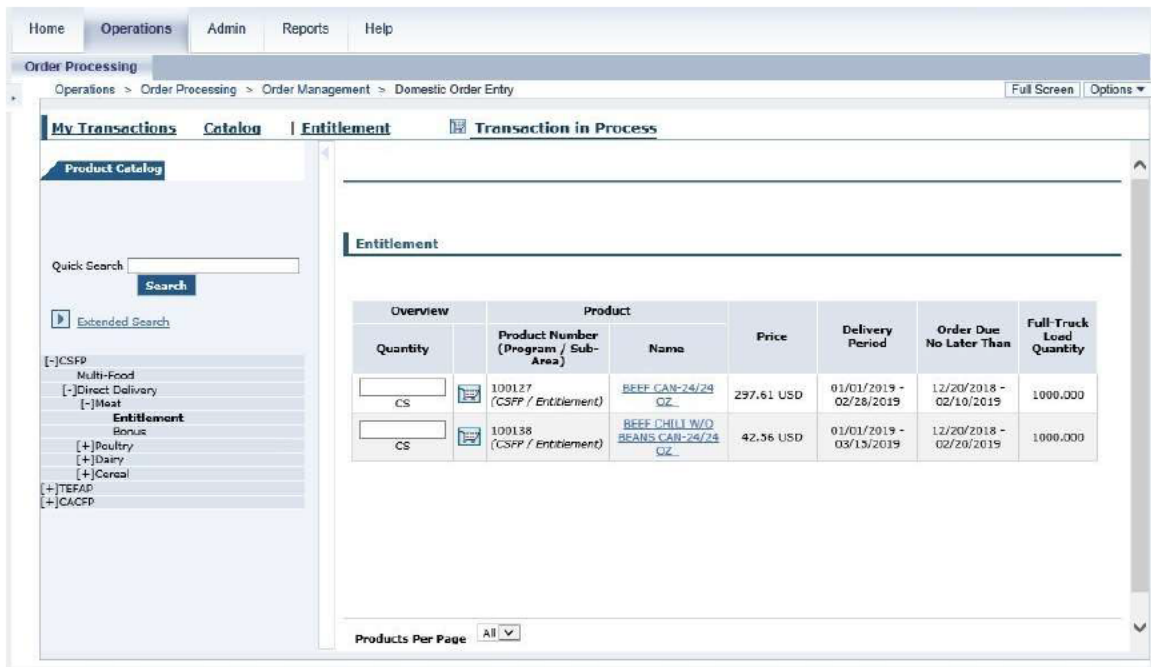 Home Operations Admin Reports Help
Order Processing
Operations > Order Processing > Order Management > Domestic Order Entry Full Screen Options
My Transactions Catalog | Entitlement Transaction in Process
Product Catalog
Quick Search
Search
Extended Search
[-]CSFP
Multi-Food
[-]Direct Delivery
[-]Meat
Entitlement
Bonus
[+]Poultry
[+]Dairy
[+]Cereal
[+]TEFAP
[+]CACFP
Entitlement
Overview Product Price Delivery Period Order Due No Later Than Full-Truck Load Quantity
Quantity Product Number (Program / Sub-Area) Name
CS 100127 (CSFP / Entitlement) BEEF CAN-24/24 OZ 297.61 USD 01/01/2019 - 02/28/2019 12/20/2018 - 02/10/2019 1000.000
CS 100138 (CSFP / Entitlement) BEEF CHILI W/O BEANS CAN-24/24 OZ 42.56 USD 01/01/2019 - 03/15/2019 12/20/2018 - 02/20/2019 1000.000
Products Per Page All